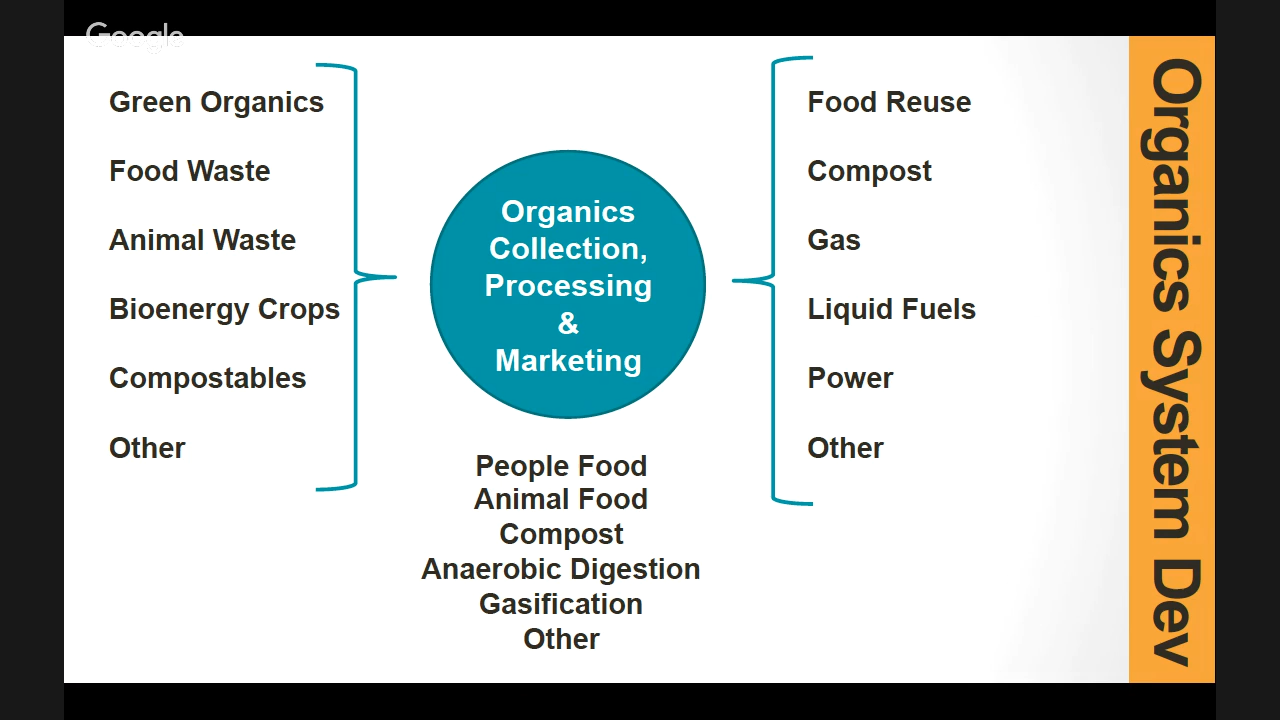 Google
Green Organics
Food Waste
Animal Waste
Bioenergy Crops
Compostables
Other
Organics
Collection,
Processing
&
Marketing
People Food
Animal Food
Compost
Anaerobic Digestion
Gasification
Other
Food Reuse
Compost
Gas
Liquid Fuels
Power
Other
Organics System Dev